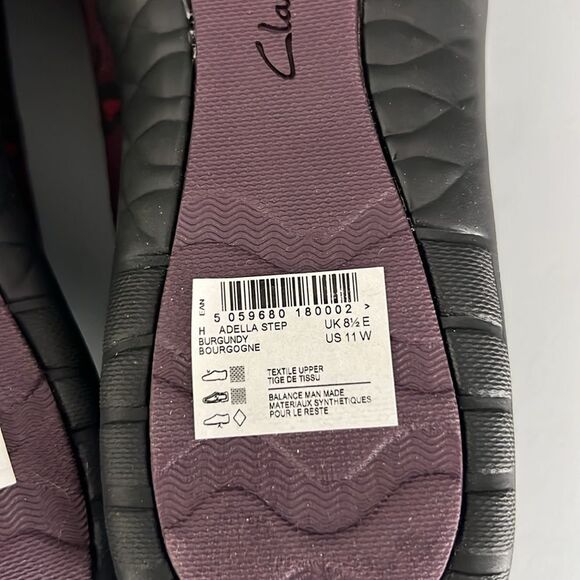 Cla
EAN
5 059680 180002 >
H ADELLA STEP UK 8½ E
BURGUNDY US 11 W
BOURGOGNE
TEXTILE UPPER
TIGE DE TISSU
BALANCE MAN MADE
MATERIAUX SYNTHETIQUES
POUR LE RESTE